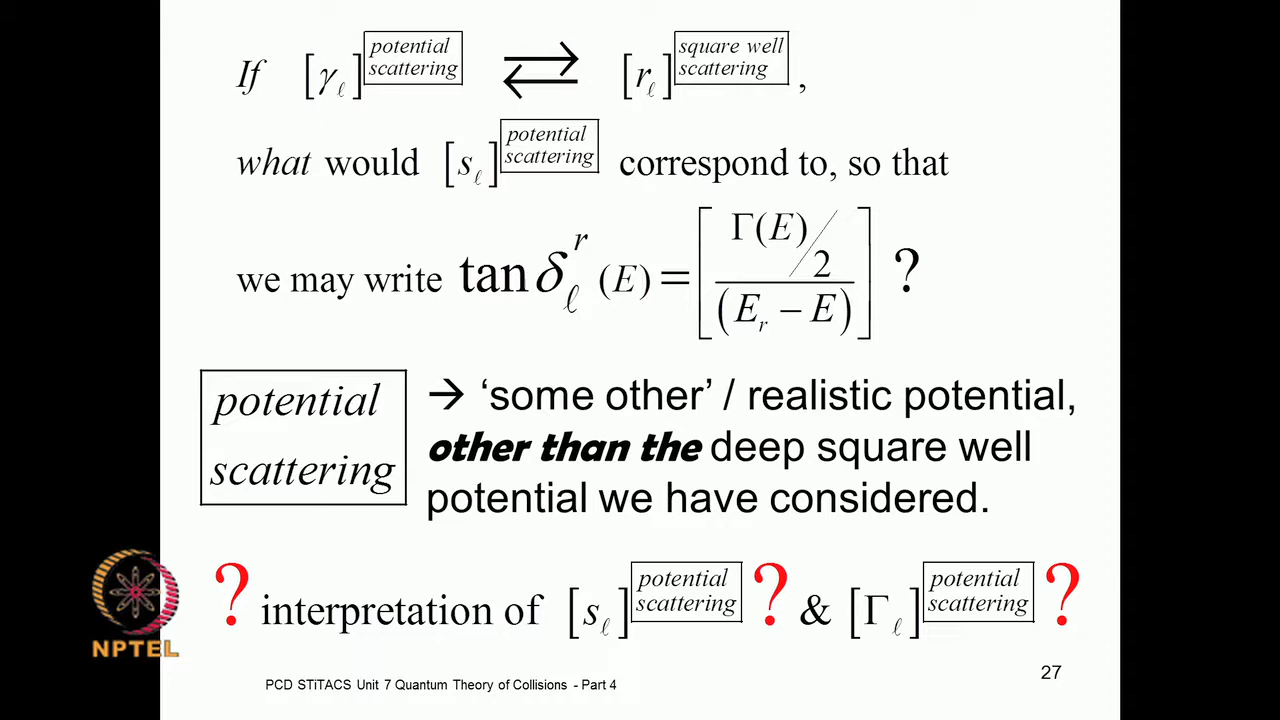 If [γ_ℓ]^{potential scattering} ⇄ [r_ℓ]^{square well scattering} ,
what would [s_ℓ]^{potential scattering} correspond to, so that
we may write tan δ_ℓ^r (E) = [ (Γ(E)/2) / (E_r − E) ] ?
potential
scattering
→ ‘some other’ / realistic potential,
other than the deep square well
potential we have considered.
? interpretation of [s_ℓ]^{potential scattering} ? & [Γ_ℓ]^{potential scattering} ?
NPTEL
PCD STiTACS Unit 7 Quantum Theory of Collisions - Part 4
27